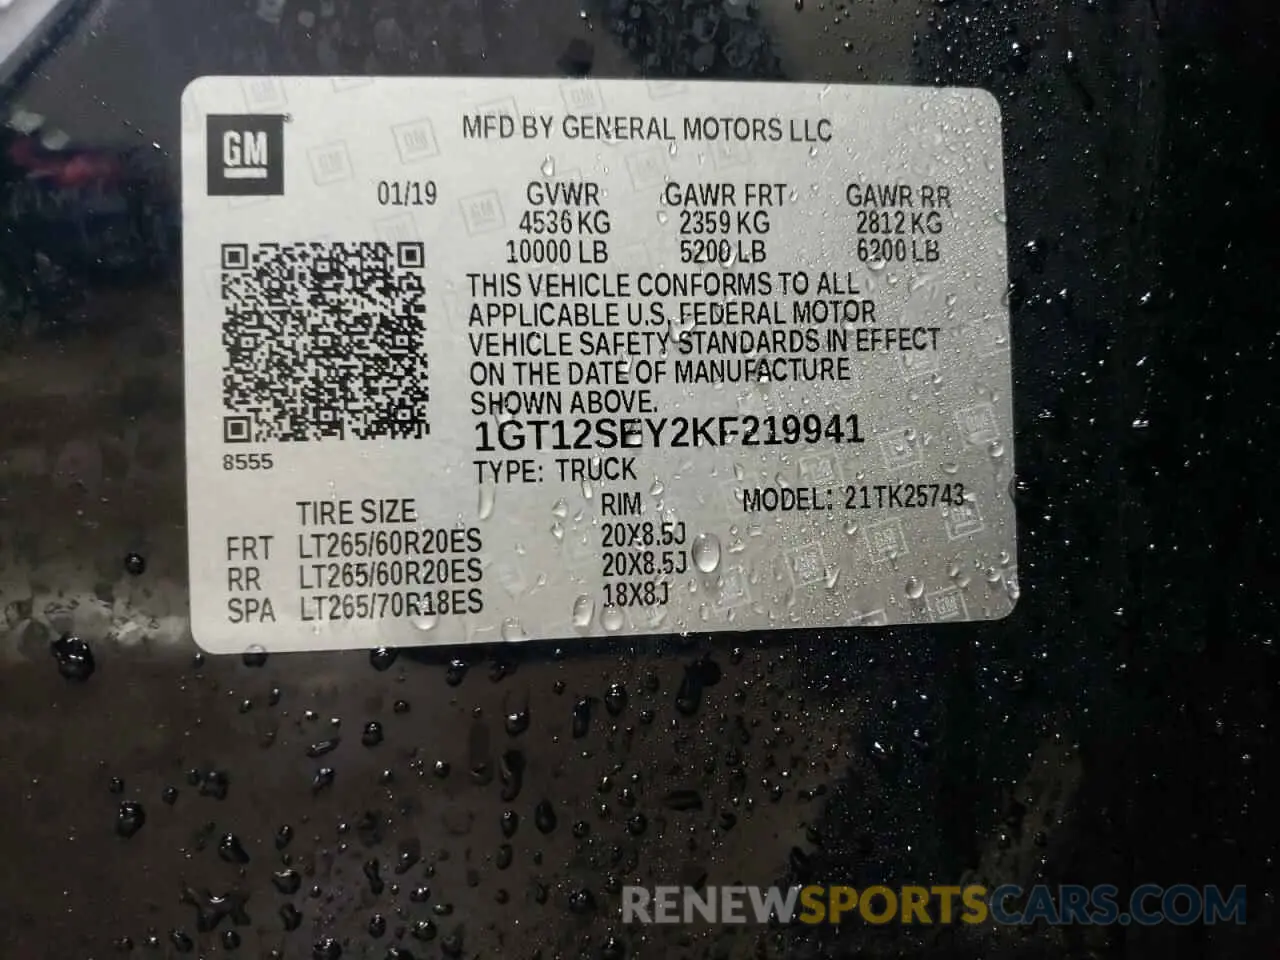 GM
MFD BY GENERAL MOTORS LLC
01/19 GVWR GAWR FRT GAWR RR
4536 KG 2359 KG 2812 KG
10000 LB 5200 LB 6200 LB
THIS VEHICLE CONFORMS TO ALL
APPLICABLE U.S. FEDERAL MOTOR
VEHICLE SAFETY STANDARDS IN EFFECT
ON THE DATE OF MANUFACTURE
SHOWN ABOVE.
1GT12SEY2KF219941
8555
TYPE: TRUCK
TIRE SIZE RIM MODEL: 21TK25743
FRT LT265/60R20ES 20X8.5J
RR LT265/60R20ES 20X8.5J
SPA LT265/70R18ES 18X8J
RENEWSPORTSCARS.COM